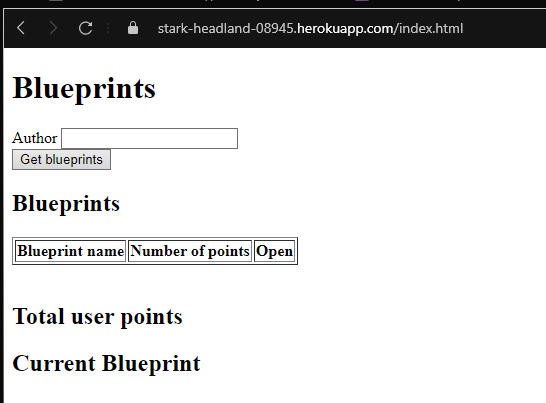 stark-headland-08945.herokuapp.com/index.html
Blueprints
Author
Get blueprints
Blueprints
Blueprint name Number of points Open
Total user points
Current Blueprint